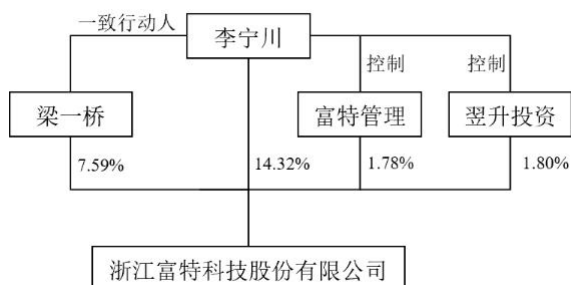 一致行动人
李宁川
控制
控制
梁一桥
富特管理
翌升投资
7.59%
14.32%
1.78%
1.80%
浙江富特科技股份有限公司